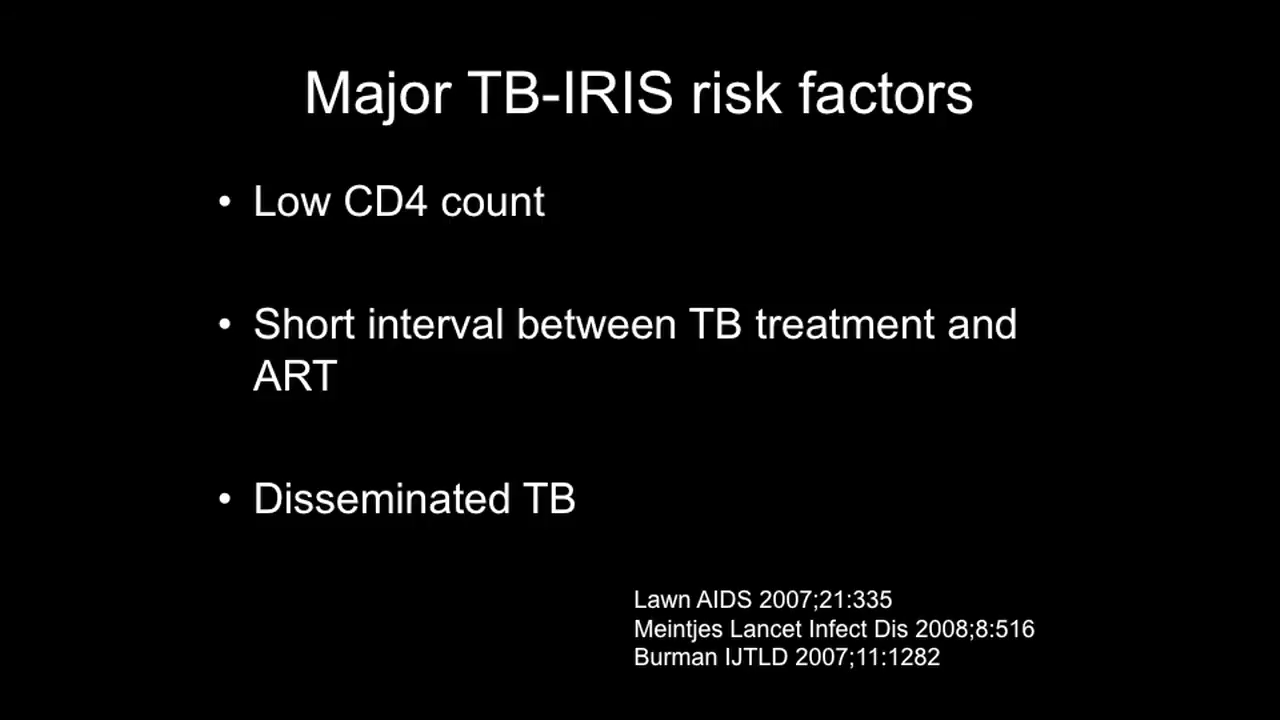 Major TB-IRIS risk factors
• Low CD4 count
• Short interval between TB treatment and
ART
• Disseminated TB
Lawn AIDS 2007;21:335
Meintjes Lancet Infect Dis 2008;8:516
Burman IJTLD 2007;11:1282